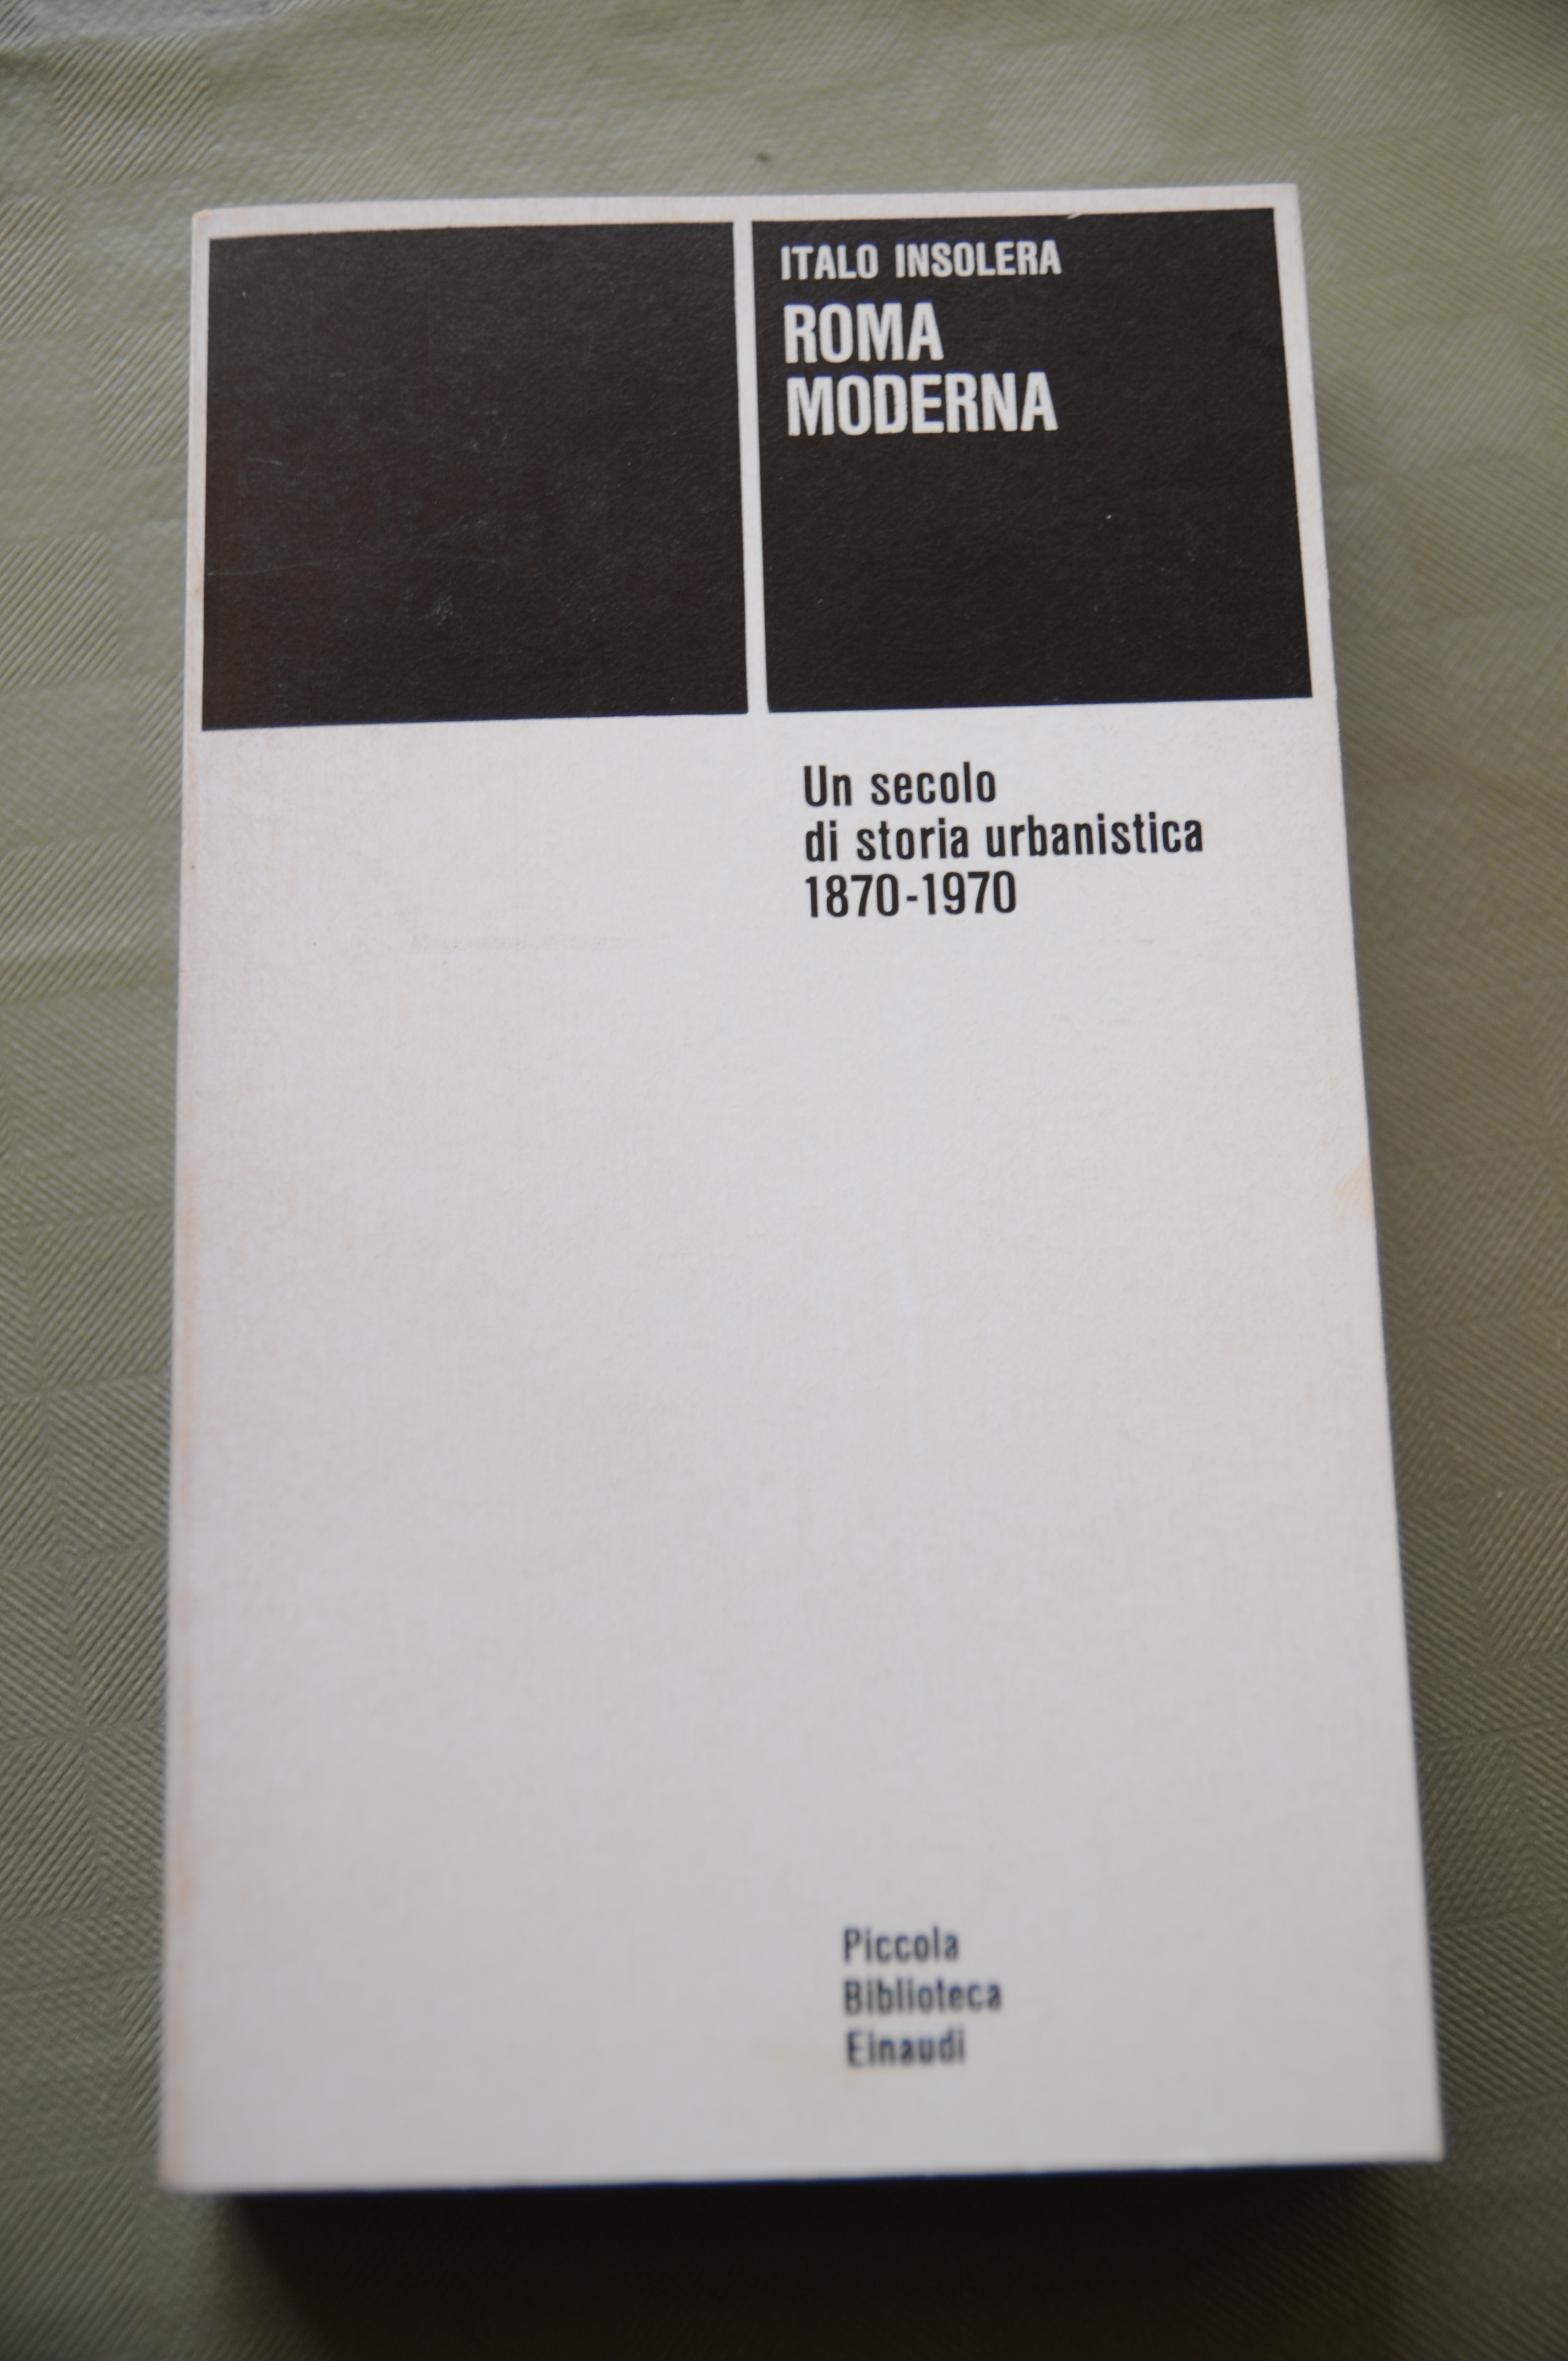 ITALO INSOLERA
ROMA
MODERNA
Un secolo
di storia urbanistica
1870-1970
Piccola
Biblioteca
Einaudi